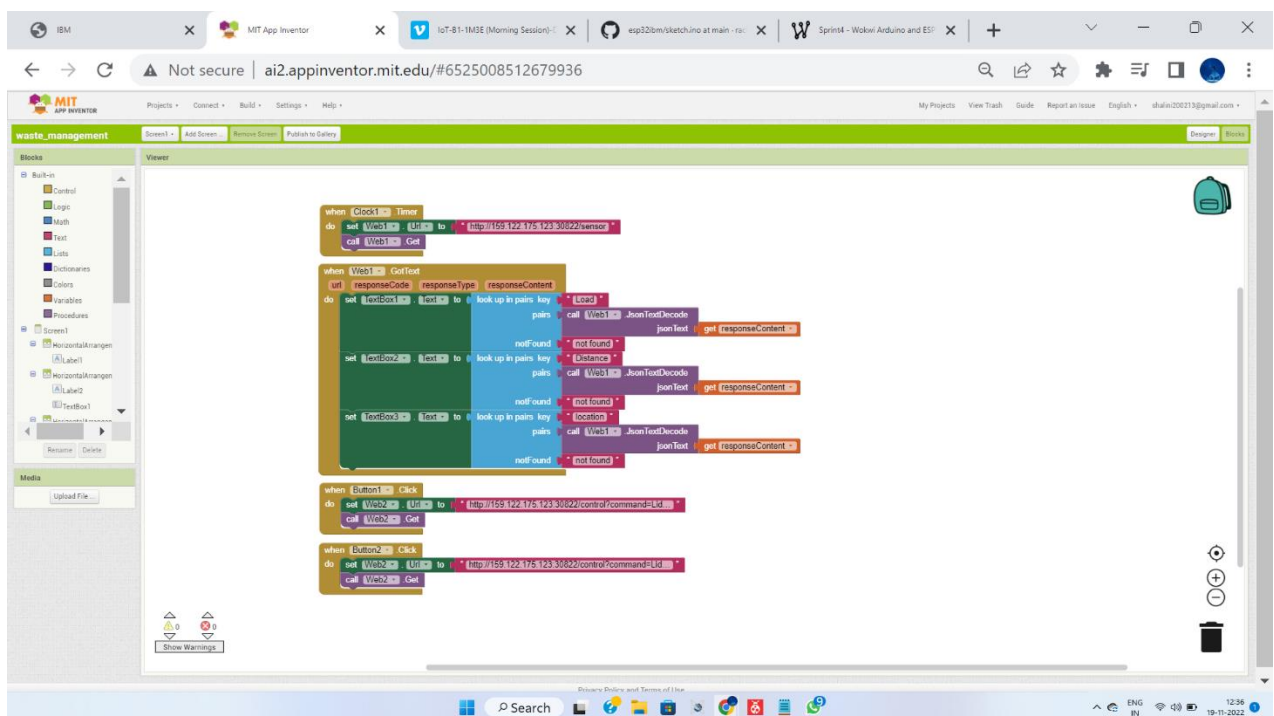 IBM
MIT App Inventor
IoT-B1-1M3E (Morning Session)-
esp32ibm/sketch.ino at main · rac
Sprint4 - Wokwi Arduino and ESP
Not secure | ai2.appinventor.mit.edu/#6525008512679936
MIT
APP INVENTOR
Projects
Connect
Build
Settings
Help
My Projects
View Trash
Guide
Report an Issue
English
shalini200213@gmail.com
waste_management
Screen1
Add Screen ...
Remove Screen
Publish to Gallery
Designer
Blocks
Blocks
Built-in
Control
Logic
Math
Text
Lists
Dictionaries
Colors
Variables
Procedures
Screen1
HorizontalArrangen
Label1
HorizontalArrangen
Label2
TextBox1
Rename
Delete
Media
Upload File ...
Viewer
when Clock1 .Timer
do set Web1 . Url to " http://159.122.175.123:30822/sensor "
call Web1 .Get
when Web1 .GotText
url responseCode responseType responseContent
do set TextBox1 . Text to look up in pairs key " Load "
pairs call Web1 .JsonTextDecode
jsonText get responseContent
notFound " not found "
set TextBox2 . Text to look up in pairs key " Distance "
pairs call Web1 .JsonTextDecode
jsonText get responseContent
notFound " not found "
set TextBox3 . Text to look up in pairs key " location "
pairs call Web1 .JsonTextDecode
jsonText get responseContent
notFound " not found "
when Button1 .Click
do set Web2 . Url to " http://159.122.175.123:30822/control?command=Lid... "
call Web2 .Get
when Button2 .Click
do set Web2 . Url to " http://159.122.175.123:30822/control?command=Lid... "
call Web2 .Get
0
0
Show Warnings
Privacy Policy and Terms of Use
Search
9
ENG
IN
12:36
19-11-2022